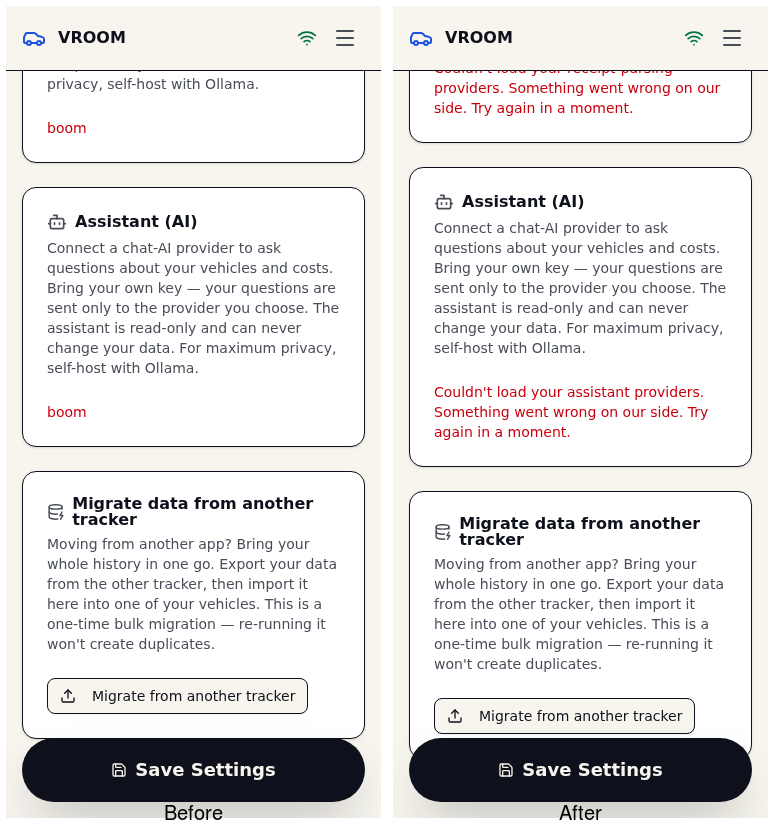 VROOM
privacy, self-host with Ollama.
boom
Assistant (AI)
Connect a chat-AI provider to ask
questions about your vehicles and costs.
Bring your own key — your questions are
sent only to the provider you choose. The
assistant is read-only and can never
change your data. For maximum privacy,
self-host with Ollama.
boom
Migrate data from another
tracker
Moving from another app? Bring your
whole history in one go. Export your data
from the other tracker, then import it
here into one of your vehicles. This is a
one-time bulk migration — re-running it
won't create duplicates.
Migrate from another tracker
Save Settings
Before
VROOM
Couldn't load your receipt-parsing
providers. Something went wrong on our
side. Try again in a moment.
Assistant (AI)
Connect a chat-AI provider to ask
questions about your vehicles and costs.
Bring your own key — your questions are
sent only to the provider you choose. The
assistant is read-only and can never
change your data. For maximum privacy,
self-host with Ollama.
Couldn't load your assistant providers.
Something went wrong on our side. Try
again in a moment.
Migrate data from another
tracker
Moving from another app? Bring your
whole history in one go. Export your data
from the other tracker, then import it
here into one of your vehicles. This is a
one-time bulk migration — re-running it
won't create duplicates.
Migrate from another tracker
Save Settings
After